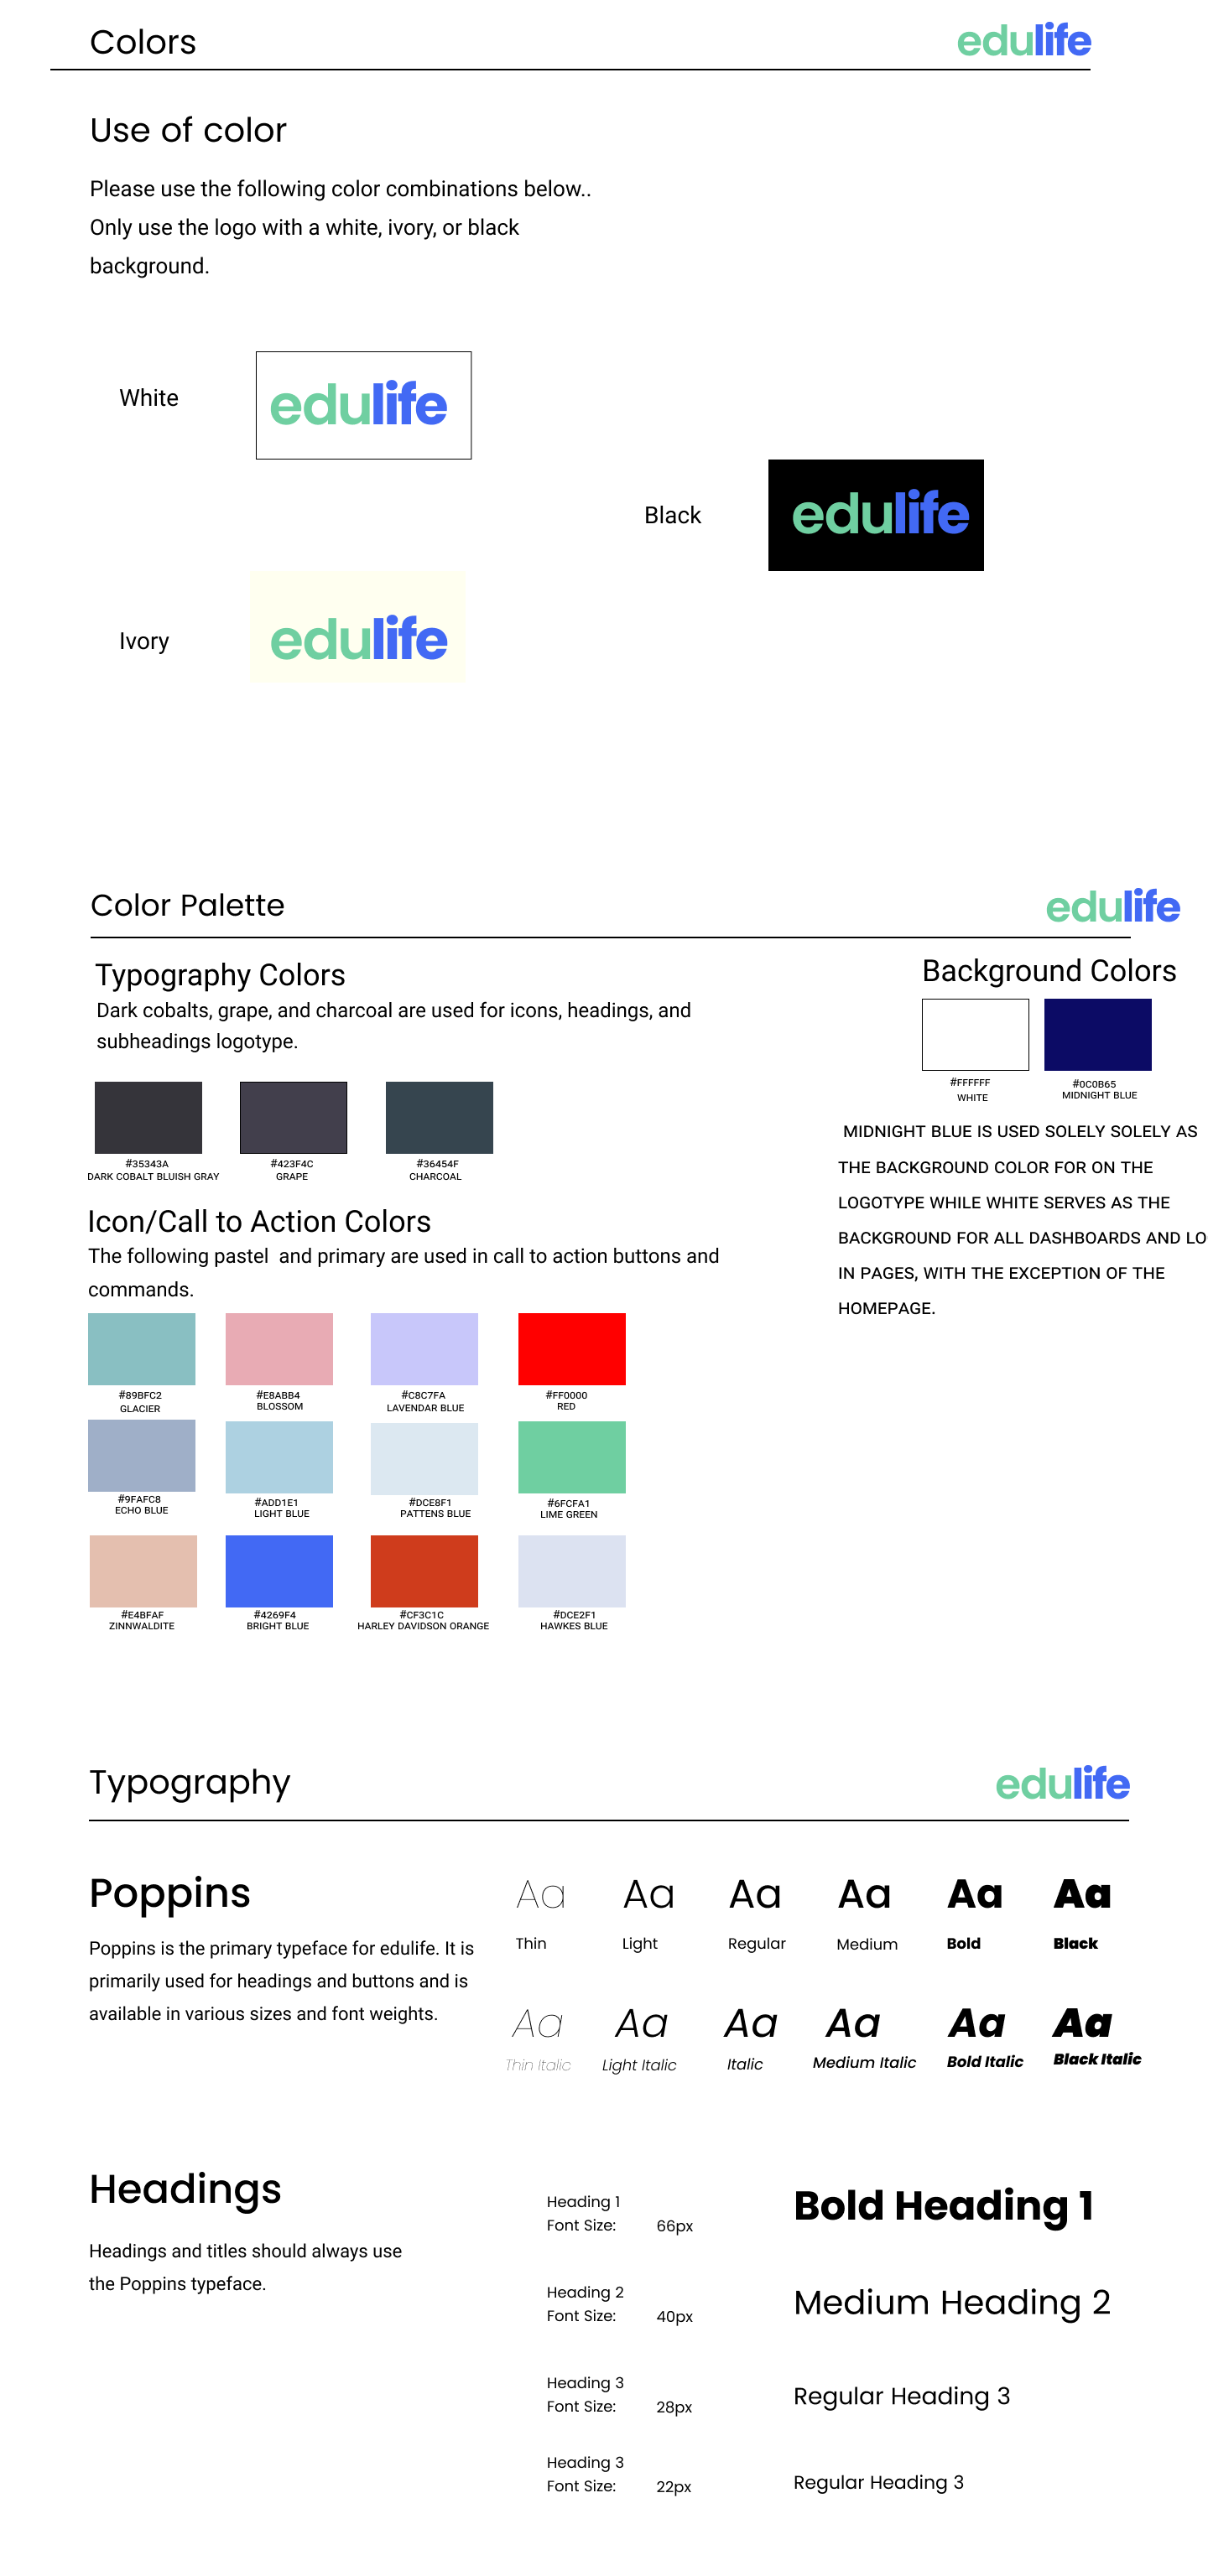 Colors
edulife
Use of color
Please use the following color combinations below..
Only use the logo with a white, ivory, or black
background.
White
edulife
Black
edulife
Ivory
edulife
Color Palette
edulife
Typography Colors
Dark cobalts, grape, and charcoal are used for icons, headings, and
subheadings logotype.
#35343A
DARK COBALT BLUISH GRAY
#423F4C
GRAPE
#36454F
CHARCOAL
Background Colors
#FFFFFF
WHITE
#0C0B65
MIDNIGHT BLUE
MIDNIGHT BLUE IS USED SOLELY SOLELY AS
THE BACKGROUND COLOR FOR ON THE
LOGOTYPE WHILE WHITE SERVES AS THE
BACKGROUND FOR ALL DASHBOARDS AND LO
IN PAGES, WITH THE EXCEPTION OF THE
HOMEPAGE.
Icon/Call to Action Colors
The following pastel  and primary are used in call to action buttons and
commands.
#89BFC2
GLACIER
#E8ABB4
BLOSSOM
#C8C7FA
LAVENDAR BLUE
#FF0000
RED
#9FAFC8
ECHO BLUE
#ADD1E1
LIGHT BLUE
#DCE8F1
PATTENS BLUE
#6FCFA1
LIME GREEN
#E4BFAF
ZINNWALDITE
#4269F4
BRIGHT BLUE
#CF3C1C
HARLEY DAVIDSON ORANGE
#DCE2F1
HAWKES BLUE
Typography
edulife
Poppins
Poppins is the primary typeface for edulife. It is
primarily used for headings and buttons and is
available in various sizes and font weights.
Aa Aa Aa Aa Aa Aa
Thin Light Regular Medium Bold Black
Aa Aa Aa Aa Aa Aa
Thin Italic Light Italic Italic Medium Italic Bold Italic Black Italic
Headings
Headings and titles should always use
the Poppins typeface.
Heading 1
Font Size: 66px
Bold Heading 1
Heading 2
Font Size: 40px
Medium Heading 2
Heading 3
Font Size: 28px
Regular Heading 3
Heading 3
Font Size: 22px
Regular Heading 3